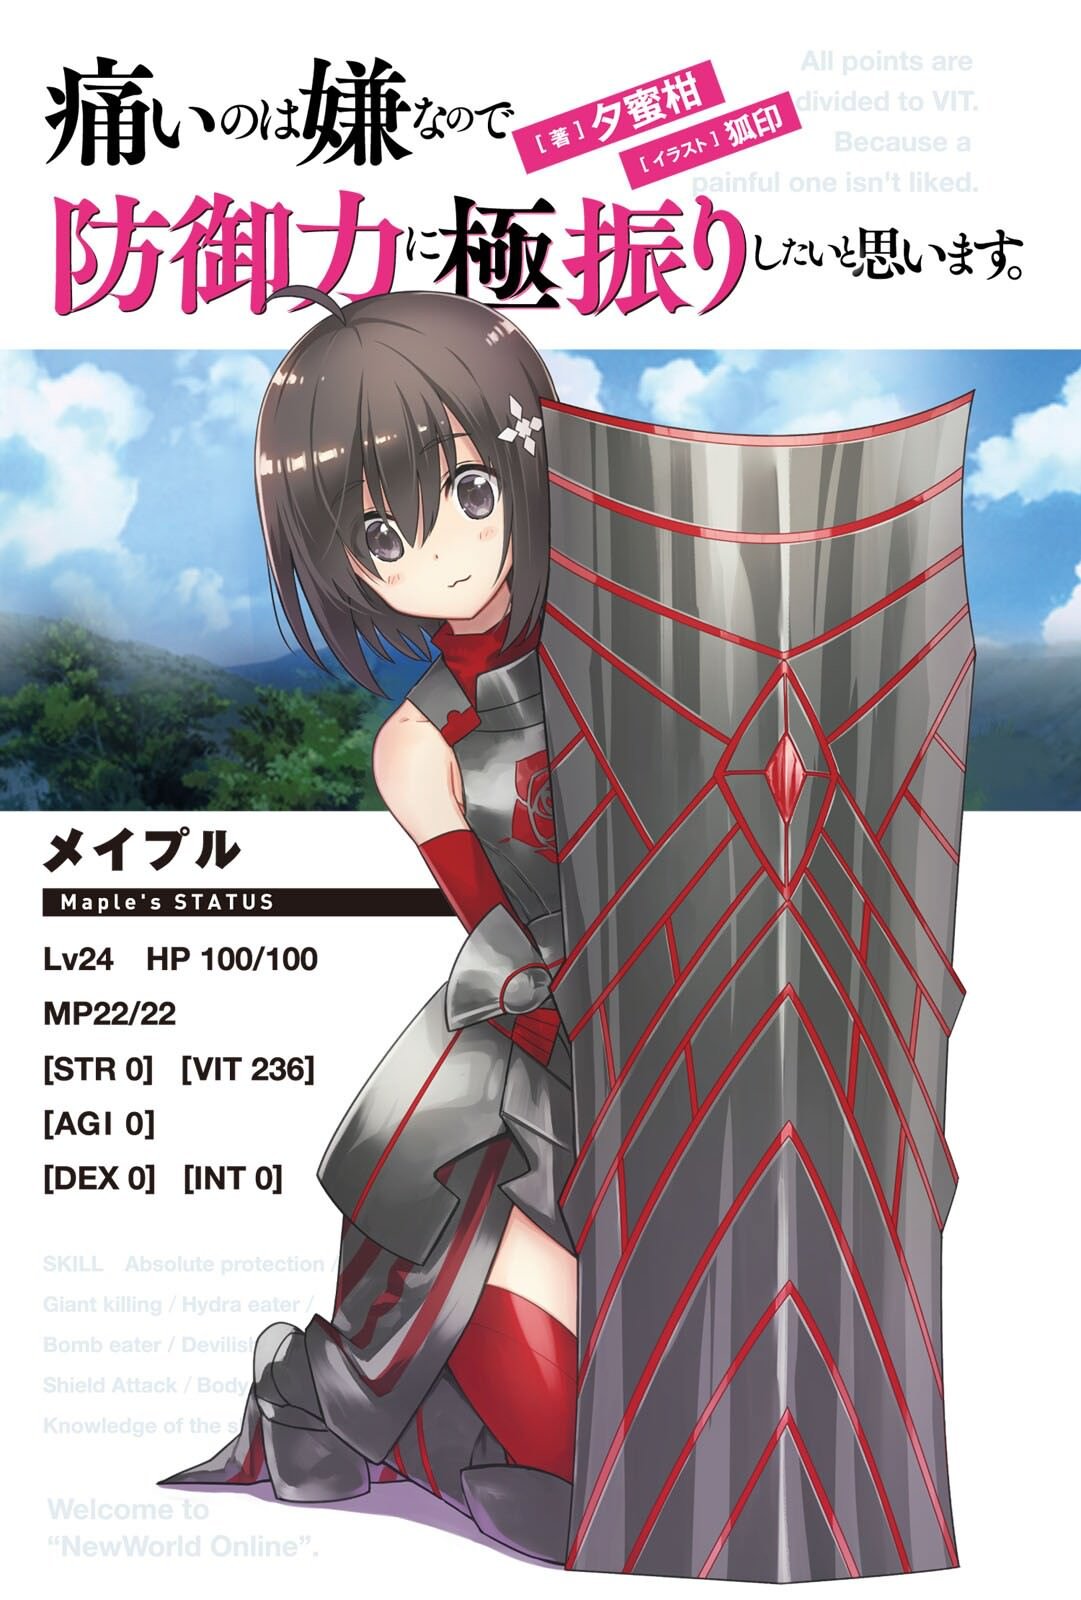 痛いのは嫌なので
防御力に極振りしたいと思います。
[著]夕蜜柑
[イラスト]狐印
All points are
divided to VIT.
Because a
painful one isn't liked.
メイプル
Maple's STATUS
Lv24 HP 100/100
MP22/22
[STR 0] [VIT 236]
[AGI 0]
[DEX 0] [INT 0]
SKILL Absolute protection /
Giant killing / Hydra eater /
Bomb eater / Devilish
Shield Attack / Body
Knowledge of the
Welcome to
“NewWorld Online”.